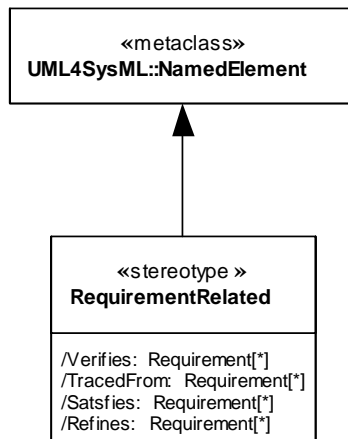 «metaclass»
UML4SysML::NamedElement
«stereotype »
RequirementRelated
/Verifies: Requirement[*]
/TracedFrom: Requirement[*]
/Satsfies: Requirement[*]
/Refines: Requirement[*]